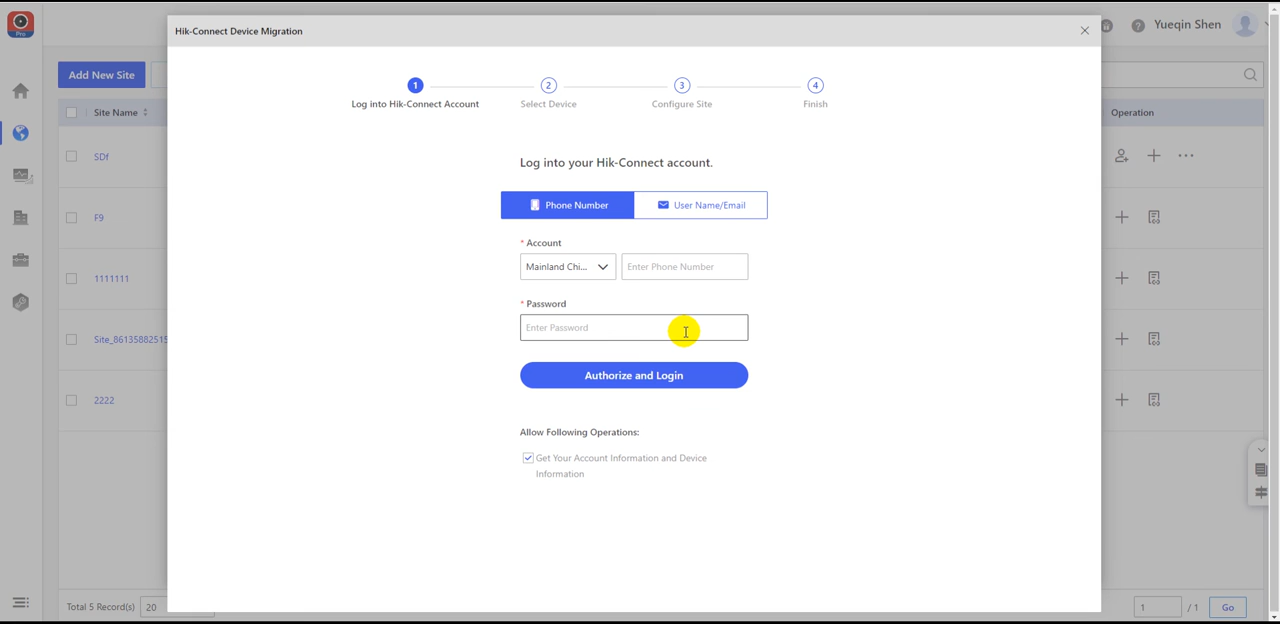 Pro
Hik-Connect Device Migration
Yueqin Shen
Add New Site
1
2
3
4
Log into Hik-Connect Account
Select Device
Configure Site
Finish
Site Name
Operation
Log into your Hik-Connect account.
SDf
Phone Number
User Name/Email
F9
* Account
Mainland Chi...
Enter Phone Number
1111111
* Password
Enter Password
Site_86135882515
Authorize and Login
2222
Allow Following Operations:
Get Your Account Information and Device
Information
Total 5 Record(s)
20
1
/ 1
Go